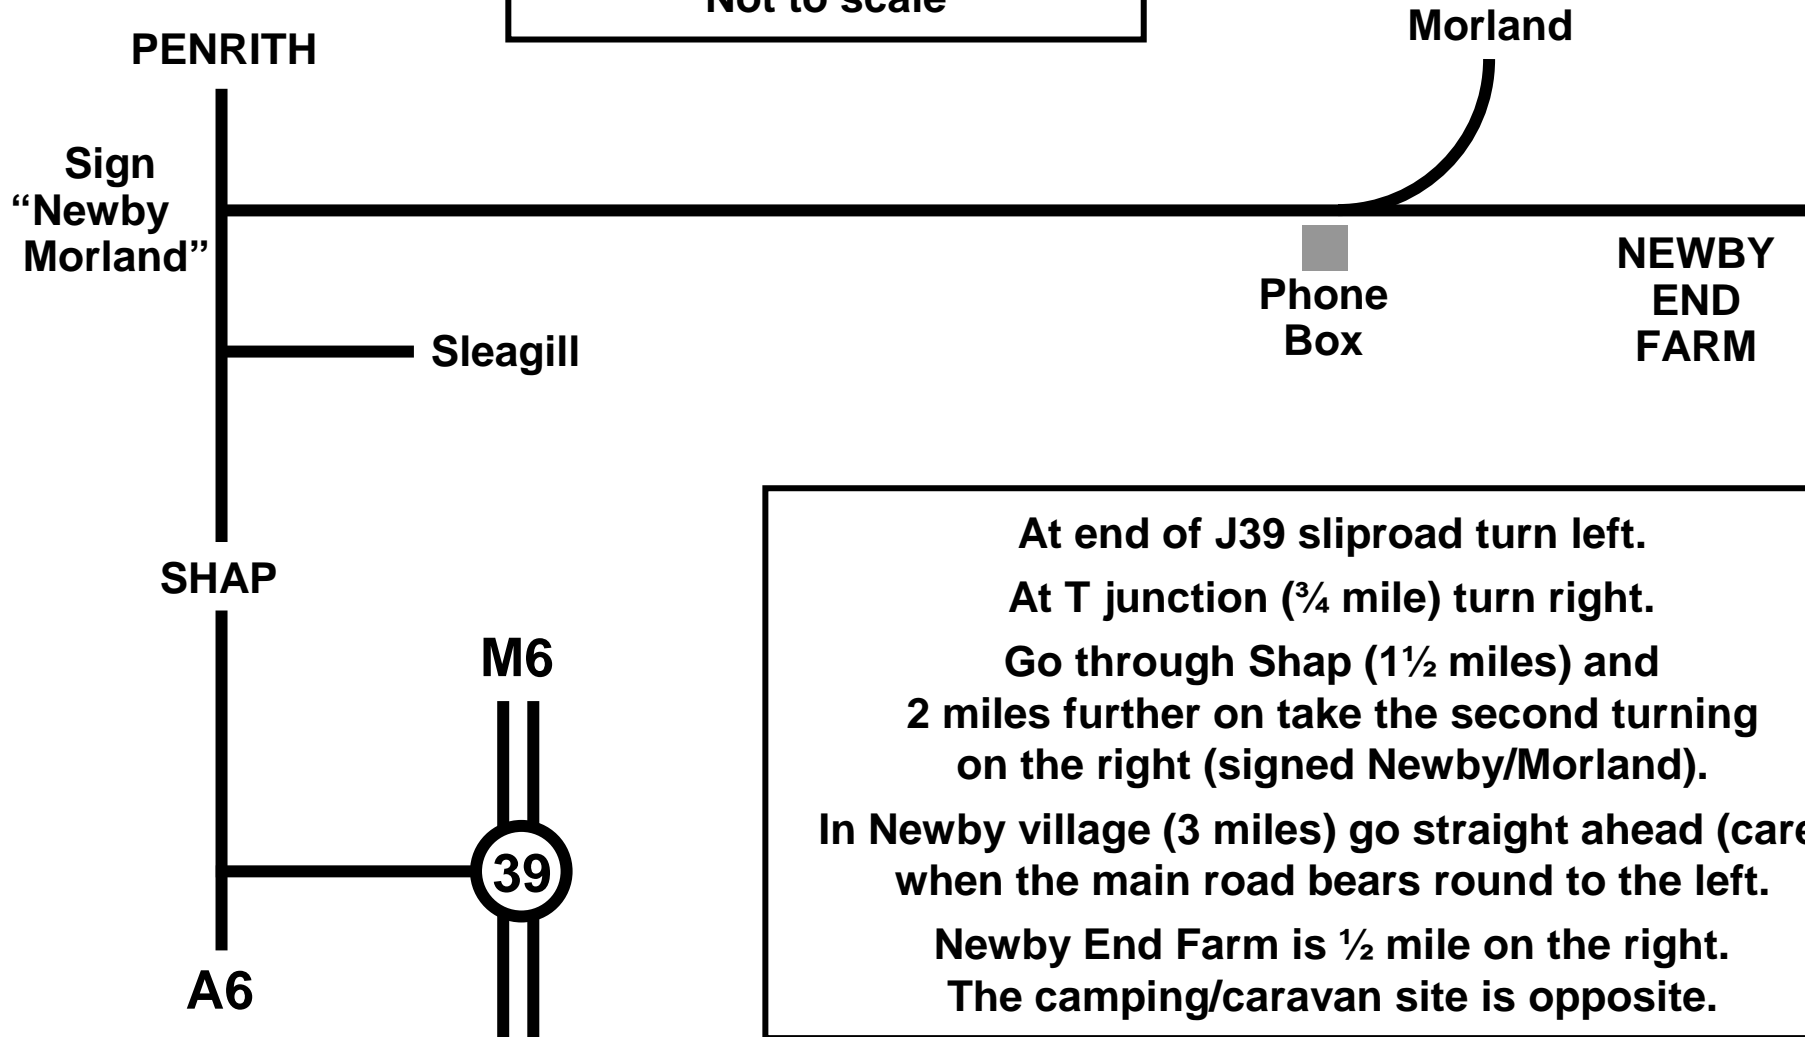 Not to scale
Morland
PENRITH
Sign
“Newby
Morland”
Phone
Box
NEWBY
END
FARM
Sleagill
SHAP
M6
39
A6
At end of J39 sliproad turn left.
At T junction (¾ mile) turn right.
Go through Shap (1½ miles) and
2 miles further on take the second turning
on the right (signed Newby/Morland).
In Newby village (3 miles) go straight ahead (care
when the main road bears round to the left.
Newby End Farm is ½ mile on the right.
The camping/caravan site is opposite.